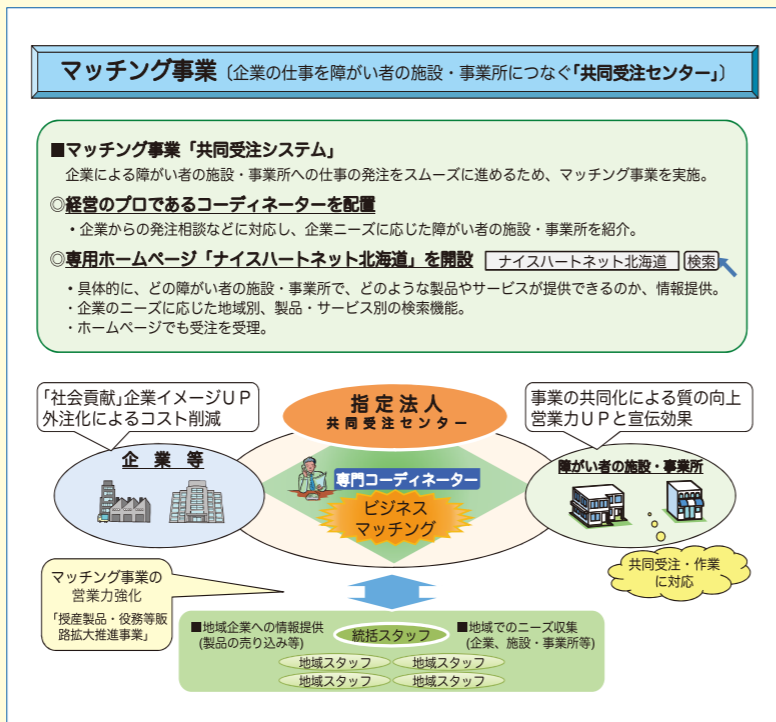 マッチング事業〔企業の仕事を障がい者の施設・事業所につなぐ「共同受注センター」〕
■マッチング事業「共同受注システム」
企業による障がい者の施設・事業所への仕事の発注をスムーズに進めるため、マッチング事業を実施。
◎経営のプロであるコーディネーターを配置
・企業からの発注相談などに対応し、企業ニーズに応じた障がい者の施設・事業所を紹介。
◎専用ホームページ「ナイスハートネット北海道」を開設 ナイスハートネット北海道 検索
・具体的に、どの障がい者の施設・事業所で、どのような製品やサービスが提供できるのか、情報提供。
・企業のニーズに応じた地域別、製品・サービス別の検索機能。
・ホームページでも受注を受理。
「社会貢献」企業イメージUP
外注化によるコスト削減
指定法人
共同受注センター
事業の共同化による質の向上
営業力UPと宣伝効果
企業等
専門コーディネーター
ビジネス
マッチング
障がい者の施設・事業所
共同受注・作業
に対応
マッチング事業の
営業力強化
「授産製品・役務等販
路拡大推進事業」
■地域企業への情報提供
(製品の売り込み等)
統括スタッフ
■地域でのニーズ収集
(企業、施設・事業所等)
地域スタッフ 地域スタッフ
地域スタッフ 地域スタッフ